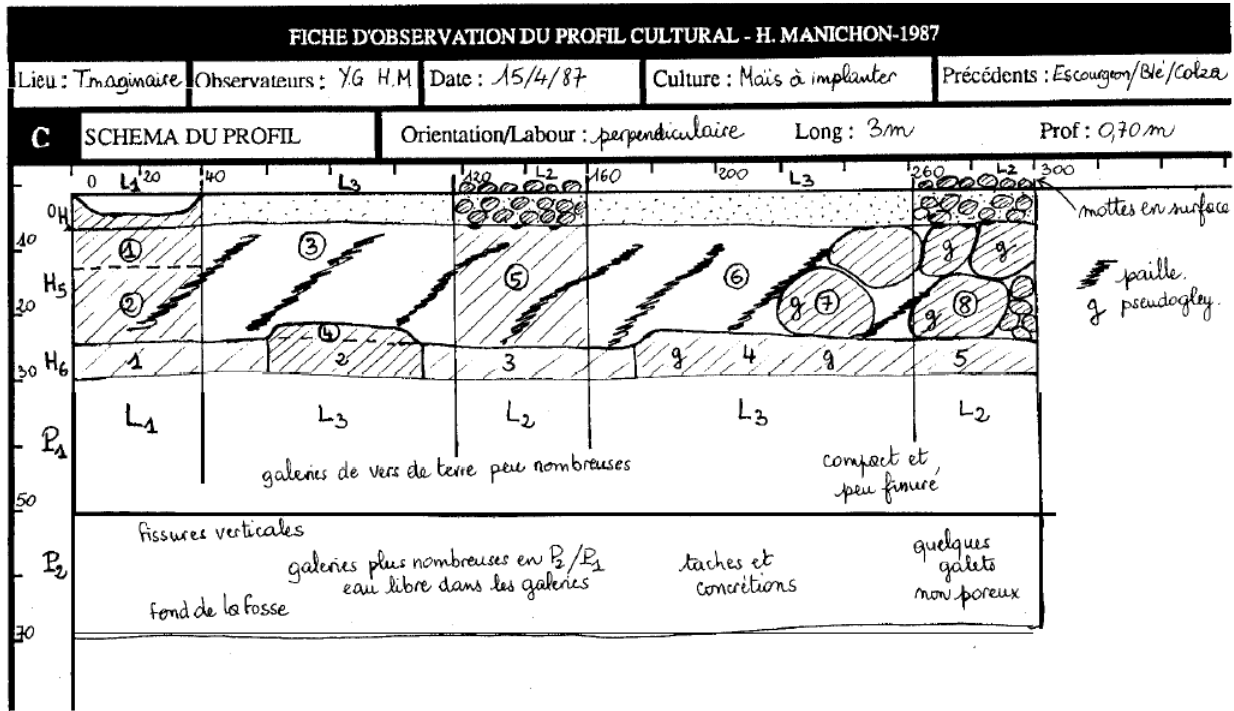 FICHE D'OBSERVATION DU PROFIL CULTURAL - H. MANICHON-1987
Lieu : Imaginaire Observateurs : Y.G H.M Date : 15/4/87 Culture : Maïs à implanter Précédents : Escourgeon/Blé/Colza
C SCHEMA DU PROFIL Orientation/Labour : perpendiculaire Long : 3m Prof : 0,70 m
0 L1 20 40 L3 120 L2 160 200 L3 260 L2 300
mottes en surface
0 H1
10 1 3 g g
paille.
H5 6
5
20 2 g 7 g 8 g pseudogley.
4
30 H6 1 2 3 g 4 g 5
L1 L3 L2 L3 L2
P1
galeries de vers de terre peu nombreuses
compact et
peu fissuré
50
fissures verticales
P2
galeries plus nombreuses en P2/P1
eau libre dans les galeries
taches et
concrétions
quelques
galets
non poreux
fond de la fosse
70